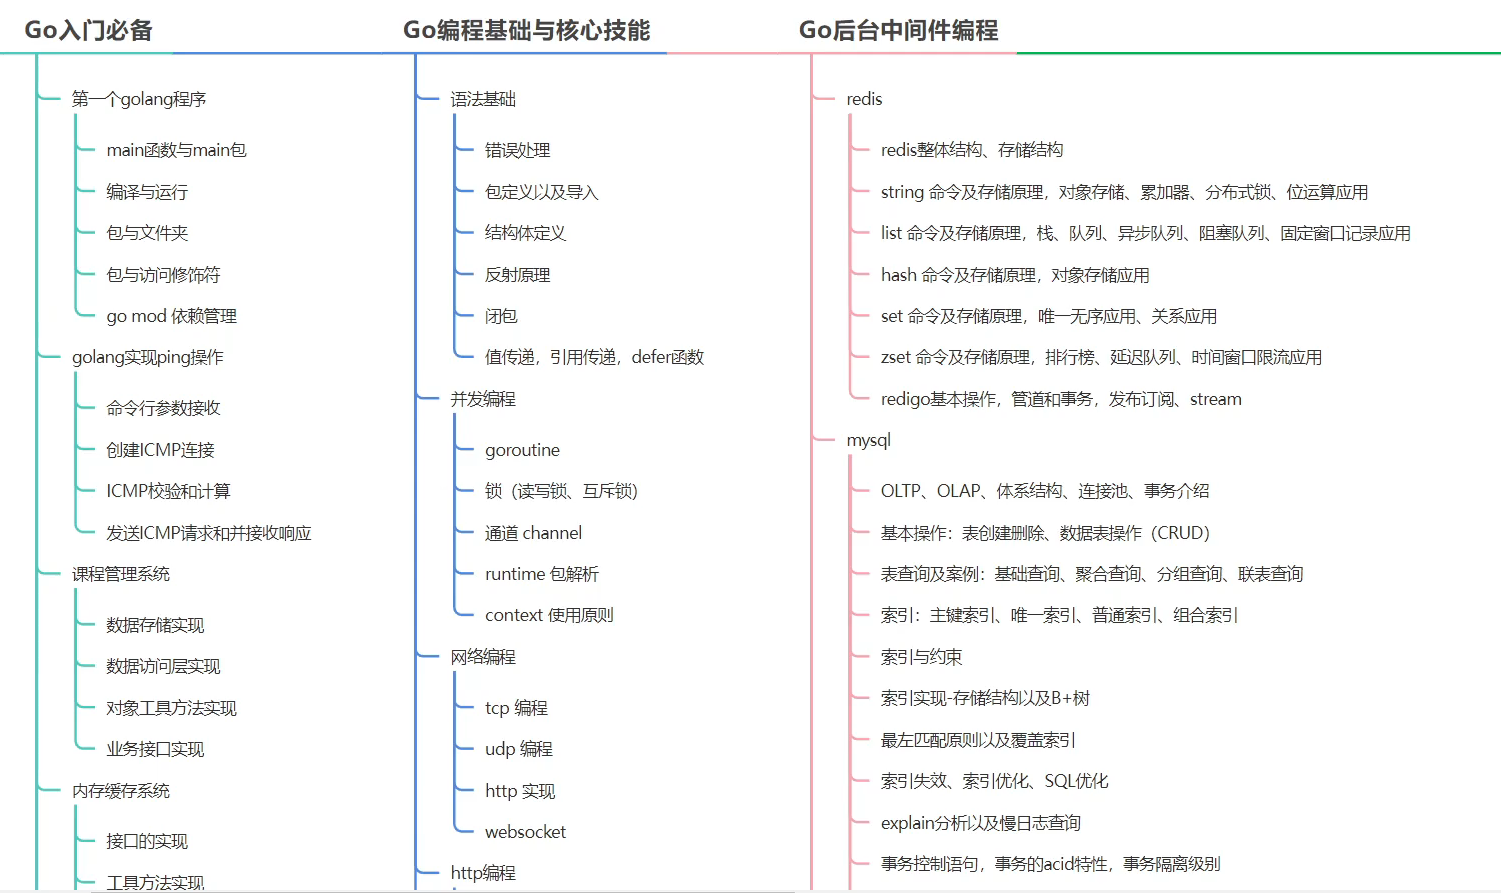 Go入门必备
第一个golang程序
main函数与main包
编译与运行
包与文件夹
包与访问修饰符
go mod 依赖管理
golang实现ping操作
命令行参数接收
创建ICMP连接
ICMP校验和计算
发送ICMP请求和并接收响应
课程管理系统
数据存储实现
数据访问层实现
对象工具方法实现
业务接口实现
内存缓存系统
接口的实现
工具方法实现
Go编程基础与核心技能
语法基础
错误处理
包定义以及导入
结构体定义
反射原理
闭包
值传递，引用传递，defer函数
并发编程
goroutine
锁（读写锁、互斥锁）
通道 channel
runtime 包解析
context 使用原则
网络编程
tcp 编程
udp 编程
http 实现
websocket
http编程
Go后台中间件编程
redis
redis整体结构、存储结构
string 命令及存储原理，对象存储、累加器、分布式锁、位运算应用
list 命令及存储原理，栈、队列、异步队列、阻塞队列、固定窗口记录应用
hash 命令及存储原理，对象存储应用
set 命令及存储原理，唯一无序应用、关系应用
zset 命令及存储原理，排行榜、延迟队列、时间窗口限流应用
redigo基本操作，管道和事务，发布订阅、stream
mysql
OLTP、OLAP、体系结构、连接池、事务介绍
基本操作：表创建删除、数据表操作（CRUD）
表查询及案例：基础查询、聚合查询、分组查询、联表查询
索引：主键索引、唯一索引、普通索引、组合索引
索引与约束
索引实现-存储结构以及B+树
最左匹配原则以及覆盖索引
索引失效、索引优化、SQL优化
explain分析以及慢日志查询
事务控制语句，事务的acid特性，事务隔离级别